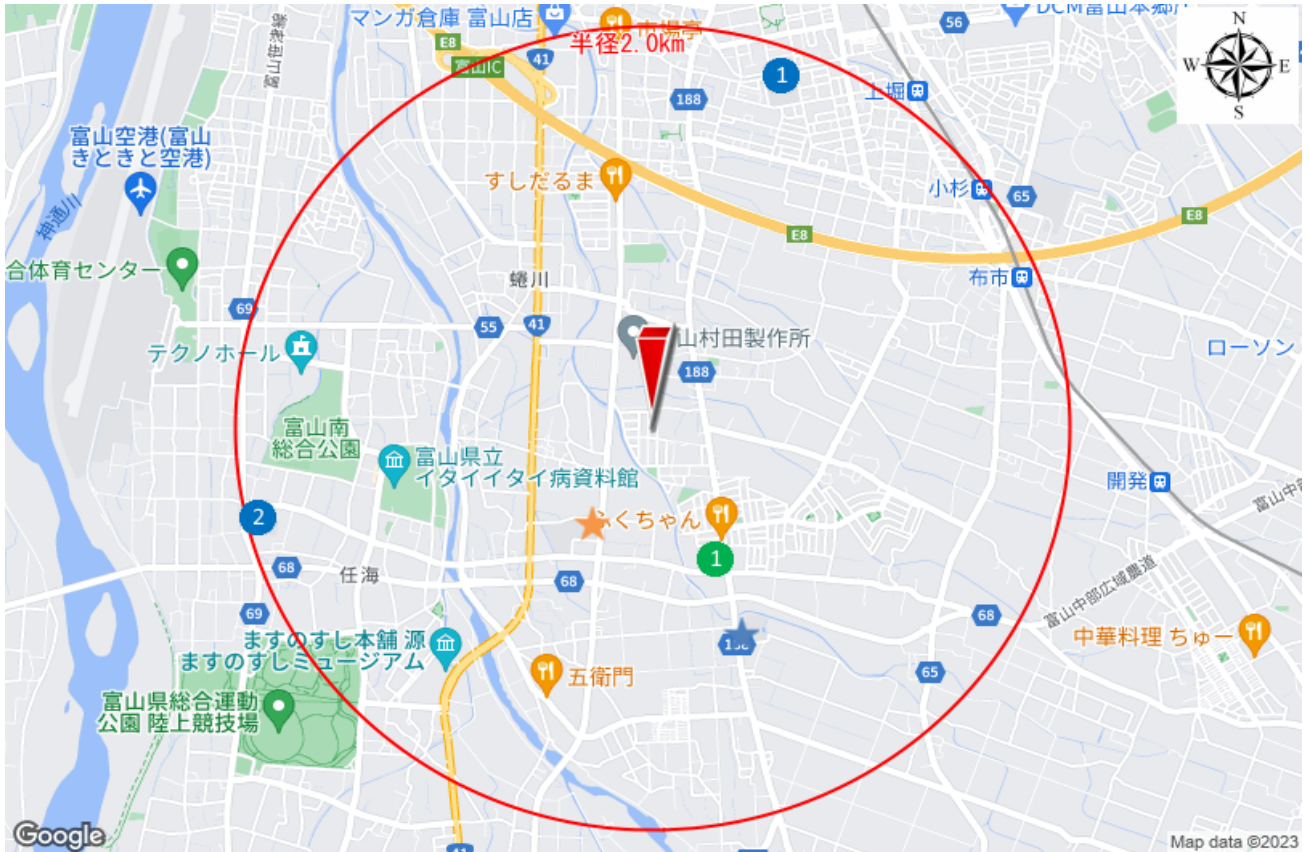 マンガ倉庫 富山店
市場亭
半径2.0km
DCM富山本郷
56
N
W
E
S
E8
富山IC
41
1
188
上堀
富山空港(富山
きときと空港)
神通川
すしだるま
小杉
65
E8
E8
合体育センター
蜷川
布市
69
55
41
山村田製作所
テクノホール
188
ローソン
富山南
総合公園
富山県立
イタイイタイ病資料館
開発
2
ふくちゃん
1
68
任海
68
富山中部広域農道
69
68
ますのすし本舗 源
ますのすしミュージアム
中華料理 ちゅー
五衛門
65
富山県総合運動
公園 陸上競技場
41
Google
Map data ©2023